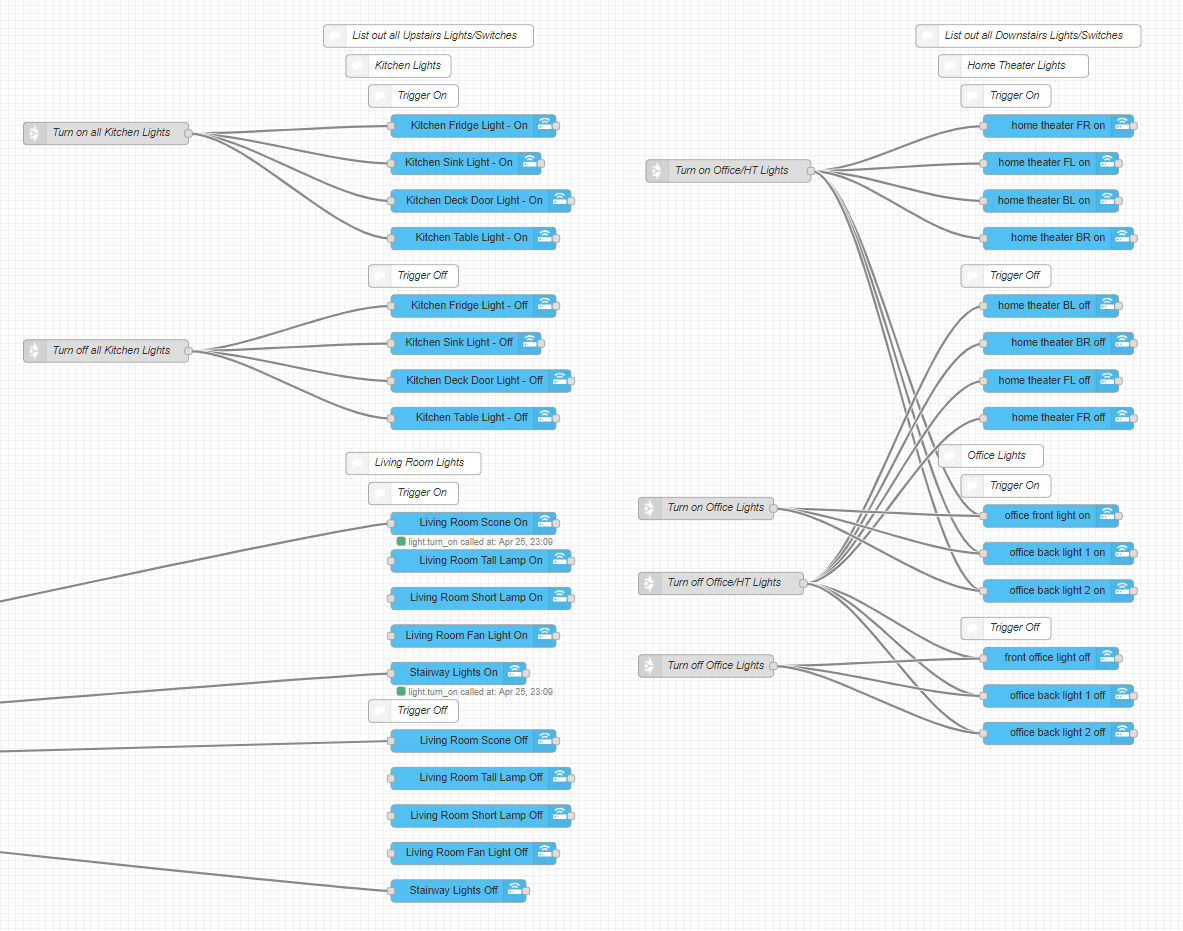 List out all Upstairs Lights/Switches
Kitchen Lights
Trigger On
Turn on all Kitchen Lights
Kitchen Fridge Light - On
Kitchen Sink Light - On
Kitchen Deck Door Light - On
Kitchen Table Light - On
Trigger Off
Turn off all Kitchen Lights
Kitchen Fridge Light - Off
Kitchen Sink Light - Off
Kitchen Deck Door Light - Off
Kitchen Table Light - Off
Living Room Lights
Trigger On
Living Room Scone On
light.turn_on called at: Apr 25, 23:09
Living Room Tall Lamp On
Living Room Short Lamp On
Living Room Fan Light On
Stairway Lights On
light.turn_on called at: Apr 25, 23:09
Trigger Off
Living Room Scone Off
Living Room Tall Lamp Off
Living Room Short Lamp Off
Living Room Fan Light Off
Stairway Lights Off
List out all Downstairs Lights/Switches
Home Theater Lights
Trigger On
Turn on Office/HT Lights
home theater FR on
home theater FL on
home theater BL on
home theater BR on
Trigger Off
home theater BL off
home theater BR off
home theater FL off
home theater FR off
Office Lights
Trigger On
Turn on Office Lights
office front light on
office back light 1 on
Turn off Office/HT Lights
office back light 2 on
Trigger Off
Turn off Office Lights
front office light off
office back light 1 off
office back light 2 off